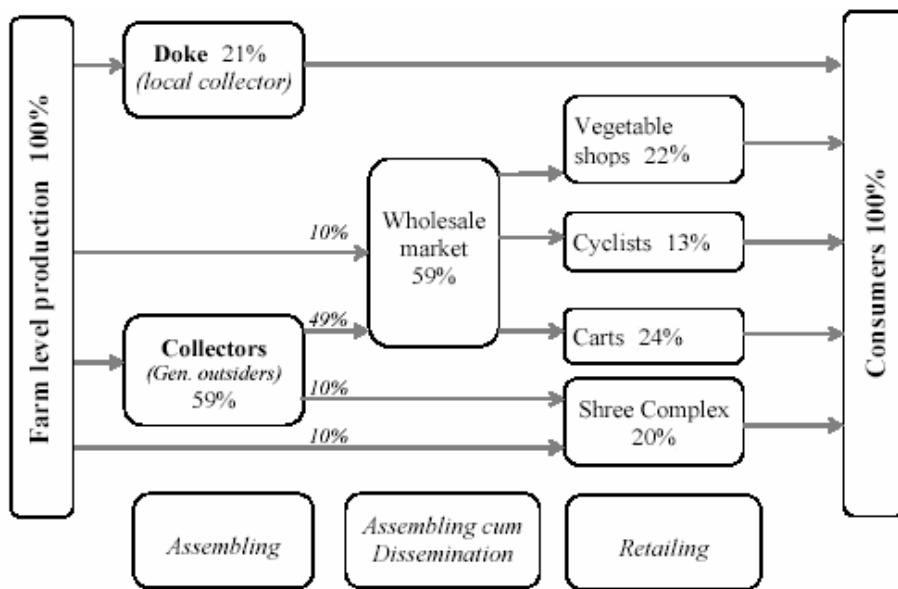 Farm level production 100%
Doke 21%
(local collector)
10%
Collectors
(Gen. outsiders)
59%
49%
10%
10%
Wholesale
market
59%
Vegetable
shops 22%
Cyclists 13%
Carts 24%
Shree Complex
20%
Consumers 100%
Assembling
Assembling cum
Dissemination
Retailing